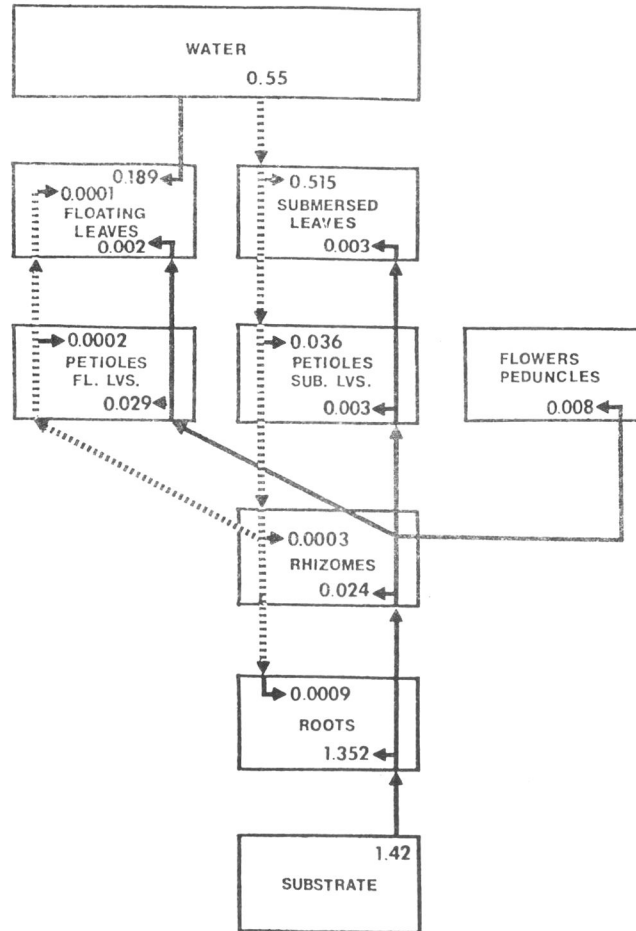 WATER
0.55
0.189
0.0001
FLOATING
LEAVES
0.002
0.515
SUBMERSED
LEAVES
0.003
0.0002
PETIOLES
FL. LVS.
0.029
0.036
PETIOLES
SUB. LVS.
0.003
FLOWERS
PEDUNCLES
0.008
0.0003
RHIZOMES
0.024
0.0009
ROOTS
1.352
1.42
SUBSTRATE